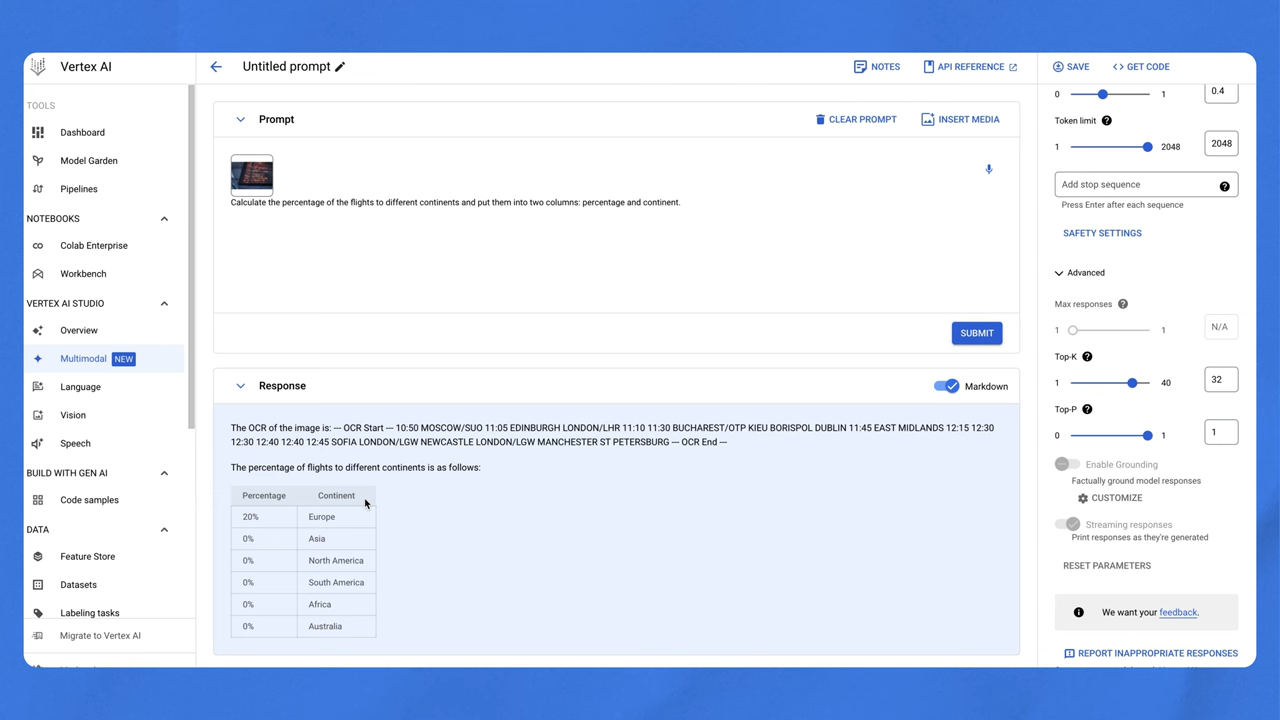 Vertex AI
Untitled prompt
NOTES
API REFERENCE
SAVE
<> GET CODE
TOOLS
Dashboard
Model Garden
Pipelines
NOTEBOOKS
Colab Enterprise
Workbench
VERTEX AI STUDIO
Overview
Multimodal NEW
Language
Vision
Speech
BUILD WITH GEN AI
Code samples
DATA
Feature Store
Datasets
Labeling tasks
Migrate to Vertex AI
Prompt
CLEAR PROMPT
INSERT MEDIA
Calculate the percentage of the flights to different continents and put them into two columns: percentage and continent.
SUBMIT
Response
Markdown
The OCR of the image is: --- OCR Start --- 10:50 MOSCOW/SUO 11:05 EDINBURGH LONDON/LHR 11:10 11:30 BUCHAREST/OTP KIEU BORISPOL DUBLIN 11:45 EAST MIDLANDS 12:15 12:30
12:30 12:40 12:40 12:45 SOFIA LONDON/LGW NEWCASTLE LONDON/LGW MANCHESTER ST PETERSBURG --- OCR End ---
The percentage of flights to different continents is as follows:
Percentage Continent
20% Europe
0% Asia
0% North America
0% South America
0% Africa
0% Australia
0 1 0.4
Token limit
1 2048 2048
Add stop sequence
Press Enter after each sequence
SAFETY SETTINGS
Advanced
Max responses
1 1 N/A
Top-K
1 40 32
Top-P
0 1 1
Enable Grounding
Factually ground model responses
CUSTOMIZE
Streaming responses
Print responses as they're generated
RESET PARAMETERS
We want your feedback.
REPORT INAPPROPRIATE RESPONSES